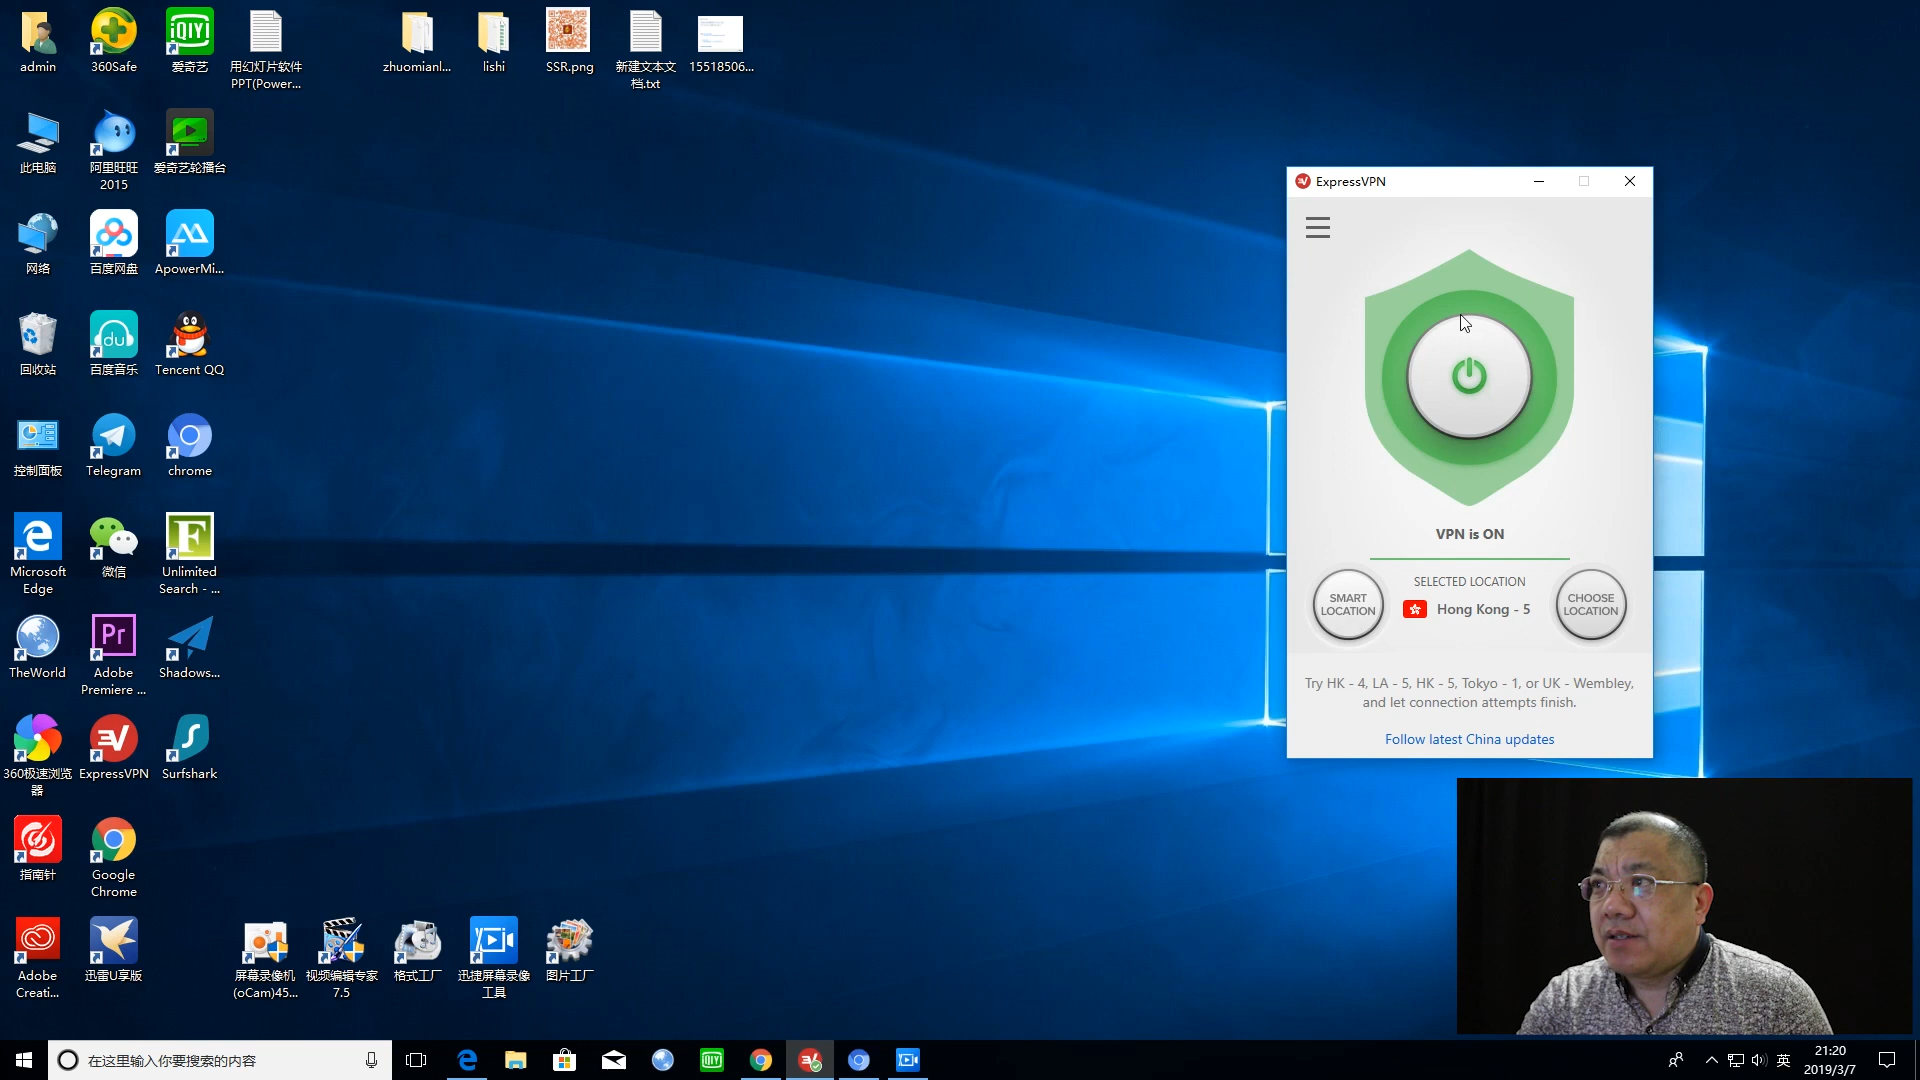 admin
360Safe
爱奇艺
用幻灯片软件
PPT(Power...
zhuomianl...
lishi
SSR.png
新建文本文
档.txt
15518506...
此电脑
阿里旺旺
2015
爱奇艺轮播台
网络
百度网盘
ApowerMi...
回收站
百度音乐
Tencent QQ
控制面板
Telegram
chrome
Microsoft
Edge
微信
Unlimited
Search - ...
TheWorld
Adobe
Premiere ...
Shadows...
360极速浏览
器
ExpressVPN
Surfshark
指南针
Google
Chrome
Adobe
Creati...
迅雷U享版
屏幕录像机
(oCam)45...
视频编辑专家
7.5
格式工厂
迅捷屏幕录像
工具
图片工厂
iQIYI
du
Pr
F
ExpressVPN
VPN is ON
SELECTED LOCATION
SMART
LOCATION
Hong Kong - 5
CHOOSE
LOCATION
Try HK - 4, LA - 5, HK - 5, Tokyo - 1, or UK - Wembley,
and let connection attempts finish.
Follow latest China updates
在这里输入你要搜索的内容
iQIYI
英
21:20
2019/3/7